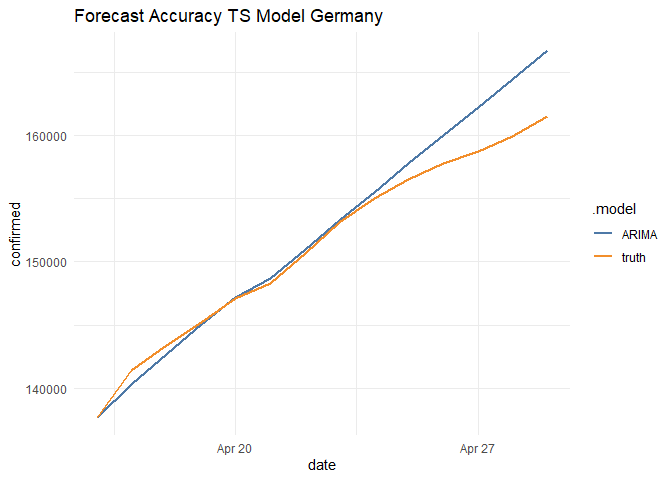 Forecast Accuracy TS Model Germany
160000
150000
140000
confirmed
Apr 20
Apr 27
date
.model
ARIMA
truth